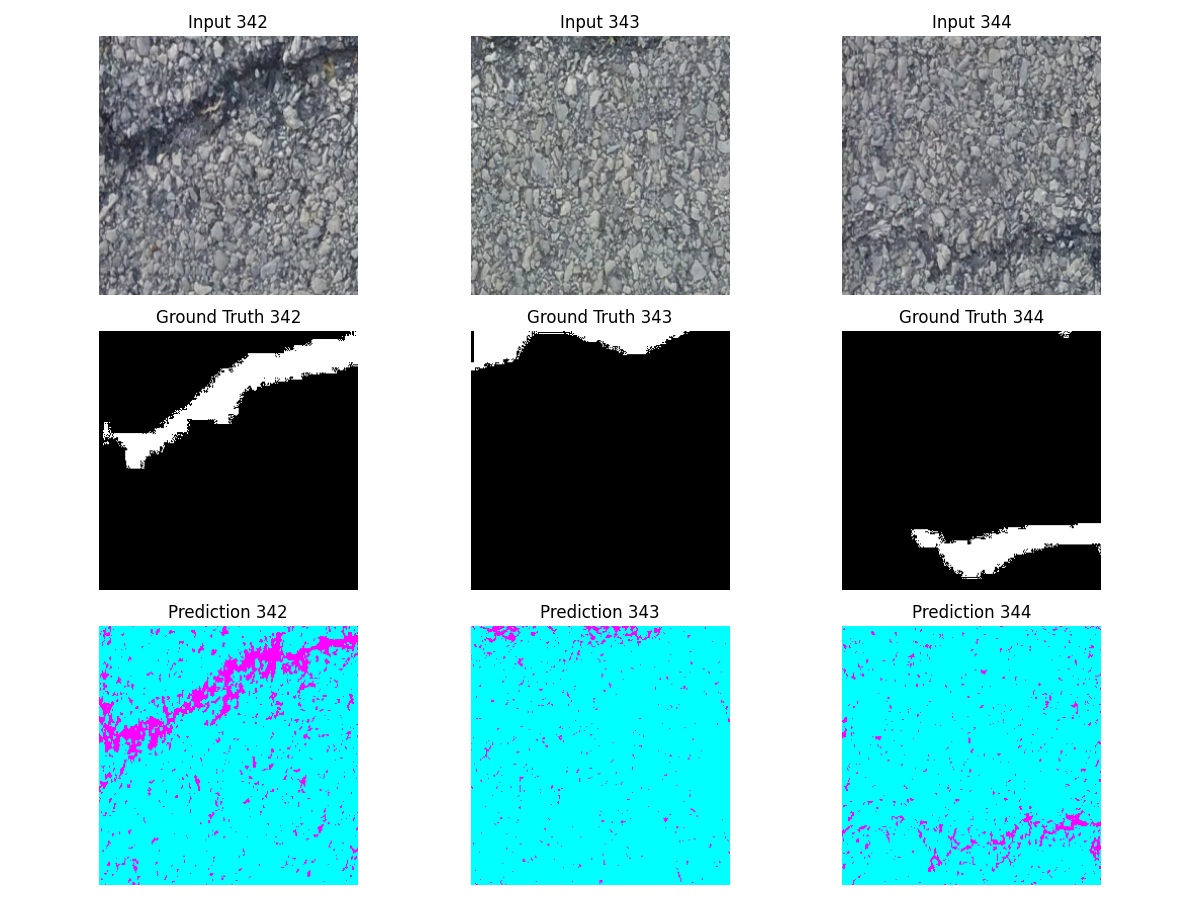 Input 342
Input 343
Input 344
Ground Truth 342
Ground Truth 343
Ground Truth 344
Prediction 342
Prediction 343
Prediction 344